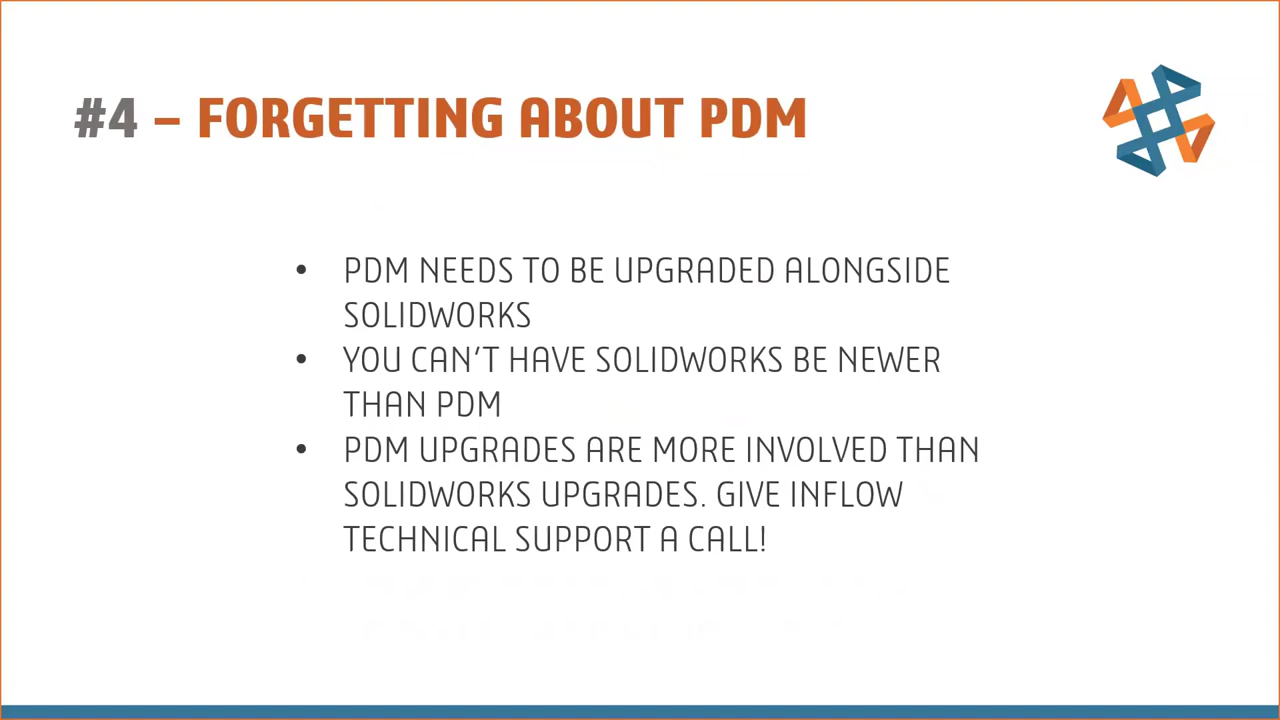 #4 – FORGETTING ABOUT PDM
• PDM NEEDS TO BE UPGRADED ALONGSIDE
SOLIDWORKS
• YOU CAN'T HAVE SOLIDWORKS BE NEWER
THAN PDM
• PDM UPGRADES ARE MORE INVOLVED THAN
SOLIDWORKS UPGRADES. GIVE INFLOW
TECHNICAL SUPPORT A CALL!